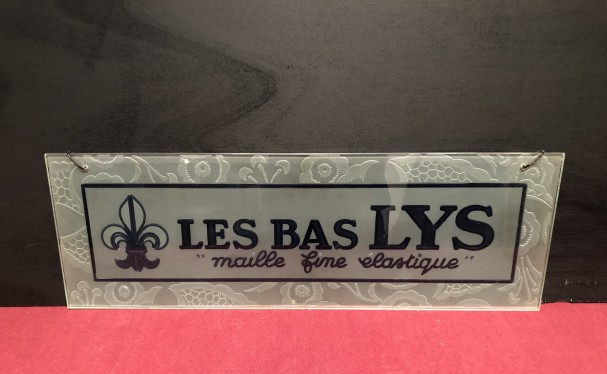 LES BAS LYS
"maille fine élastique"